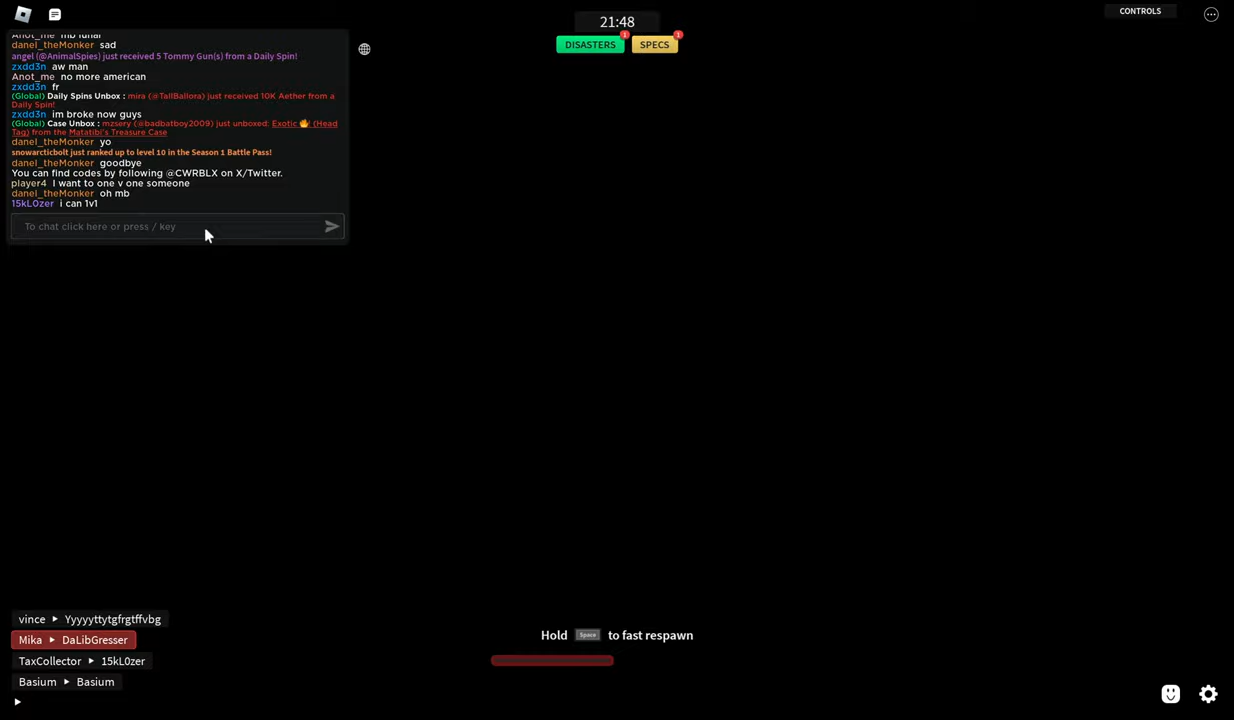 21:48
CONTROLS
DISASTERS
1
SPECS
1
danel_theMonker sad
angel (@AnimalSpies) just received 5 Tommy Gun(s) from a Daily Spin!
zxdd3n aw man
Anot_me no more american
zxdd3n fr
(Global) Daily Spins Unbox : mira (@TallBallora) just received 10K Aether from a
Daily Spin!
zxdd3n im broke now guys
(Global) Case Unbox : mzsery (@badbatboy2009) just unboxed: Exotic 🔥! (Head
Tag) from the Matatibi's Treasure Case
danel_theMonker yo
snowarcticbolt just ranked up to level 10 in the Season 1 Battle Pass!
danel_theMonker goodbye
You can find codes by following @CWRBLX on X/Twitter.
player4 I want to one v one someone
danel_theMonker oh mb
15kL0zer i can 1v1
To chat click here or press / key
vince ▸ Yyyyyttytgfrgtffvbg
Mika ▸ DaLibGresser
TaxCollector ▸ 15kL0zer
Basium ▸ Basium
Hold Space to fast respawn